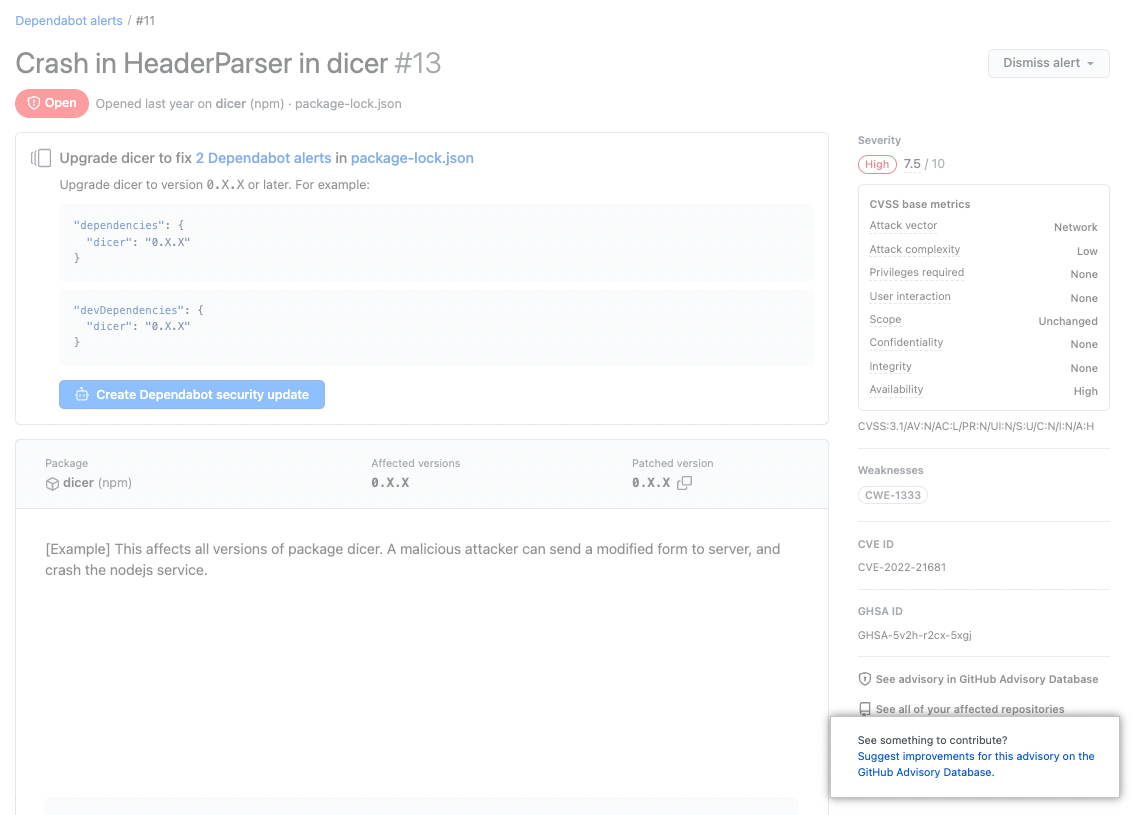 Dependabot alerts / #11
Crash in HeaderParser in dicer #13
Dismiss alert
Open Opened last year on dicer (npm) · package-lock.json
Upgrade dicer to fix 2 Dependabot alerts in package-lock.json
Upgrade dicer to version 0.X.X or later. For example:
"dependencies": {
"dicer": "0.X.X"
}
"devDependencies": {
"dicer": "0.X.X"
}
Create Dependabot security update
Package Affected versions Patched version
dicer (npm) 0.X.X 0.X.X
[Example] This affects all versions of package dicer. A malicious attacker can send a modified form to server, and
crash the nodejs service.
Severity
High 7.5 / 10
CVSS base metrics
Attack vector Network
Attack complexity Low
Privileges required None
User interaction None
Scope Unchanged
Confidentiality None
Integrity None
Availability High
CVSS:3.1/AV:N/AC:L/PR:N/UI:N/S:U/C:N/I:N/A:H
Weaknesses
CWE-1333
CVE ID
CVE-2022-21681
GHSA ID
GHSA-5v2h-r2cx-5xgj
See advisory in GitHub Advisory Database
See all of your affected repositories
See something to contribute?
Suggest improvements for this advisory on the
GitHub Advisory Database.